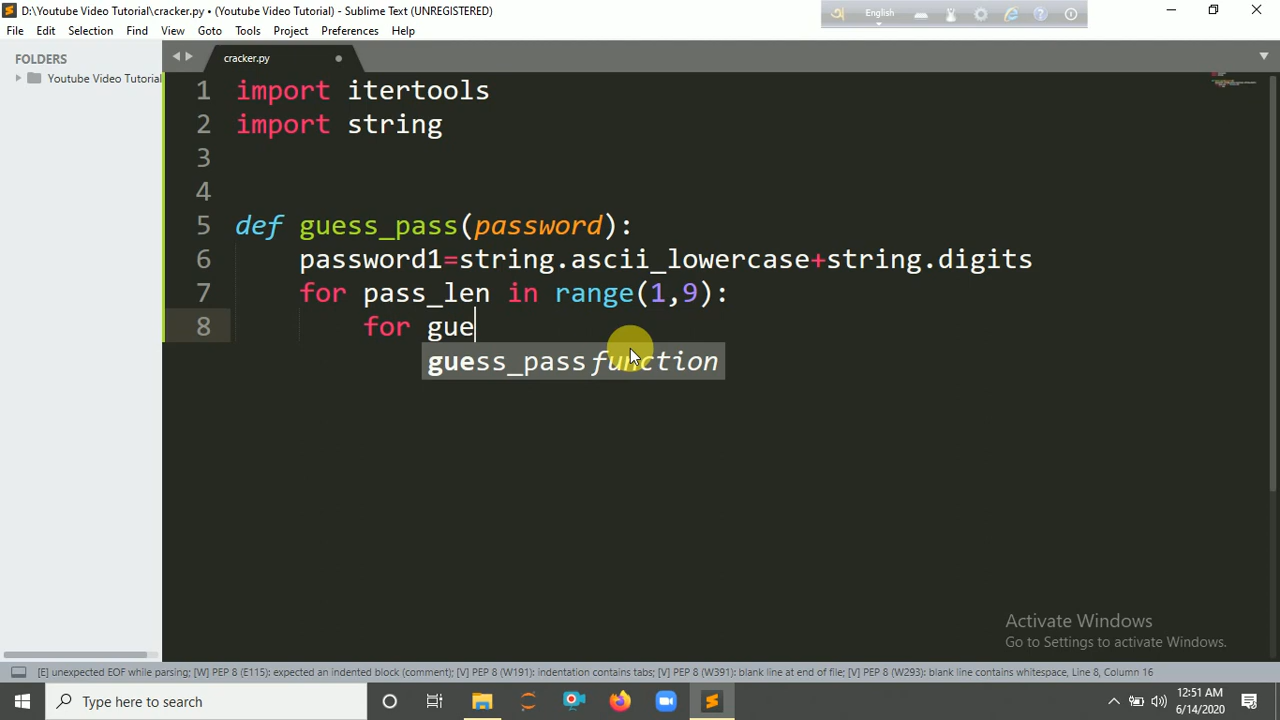 D:\Youtube Video Tutorial\cracker.py • (Youtube Video Tutorial) - Sublime Text (UNREGISTERED)
English
File Edit Selection Find View Goto Tools Project Preferences Help
FOLDERS
Youtube Video Tutorial
cracker.py
1 import itertools
2 import string
3
4
5 def guess_pass(password):
6 password1=string.ascii_lowercase+string.digits
7 for pass_len in range(1,9):
8 for gue
guess_pass function
Activate Windows
Go to Settings to activate Windows.
[E] unexpected EOF while parsing; [W] PEP 8 (E115): expected an indented block (comment); [V] PEP 8 (W191): indentation contains tabs; [V] PEP 8 (W391): blank line at end of file; [V] PEP 8 (W293): blank line contains whitespace, Line 8, Column 16
Type here to search
12:51 AM
6/14/2020